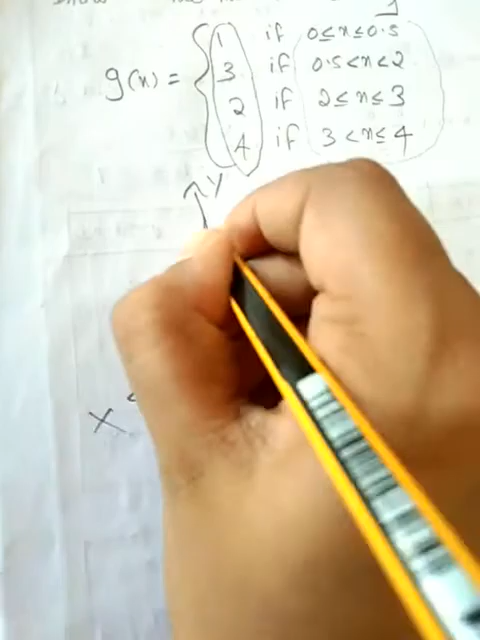 g(x) = { 1 if 0≤x≤0.5
3 if 0.5<x<2
2 if 2≤x≤3
4 if 3<x≤4
Y
X